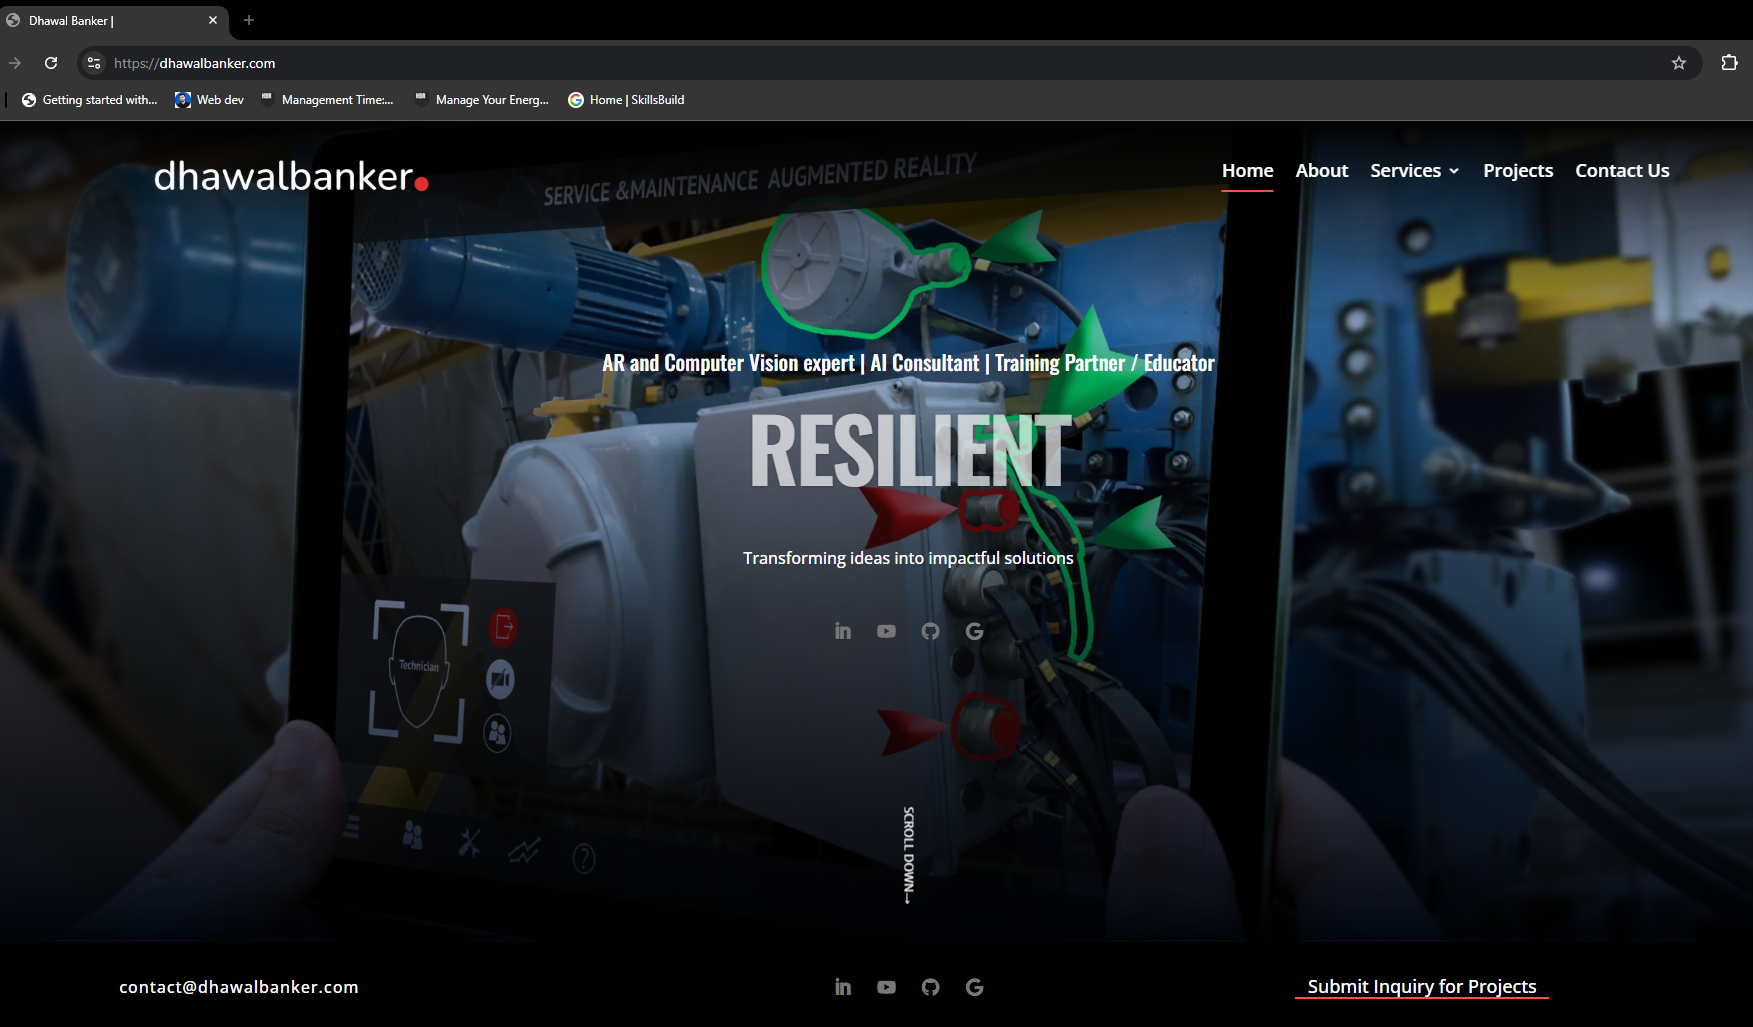 Dhawal Banker |
https://dhawalbanker.com
Getting started with...
Web dev
Management Time:...
Manage Your Energ...
Home | SkillsBuild
dhawalbanker.
Home
About
Services
Projects
Contact Us
SERVICE &MAINTENANCE AUGMENTED REALITY
AR and Computer Vision expert | AI Consultant | Training Partner / Educator
RESILIENT
Transforming ideas into impactful solutions
Technician
SCROLL DOWN→
contact@dhawalbanker.com
Submit Inquiry for Projects